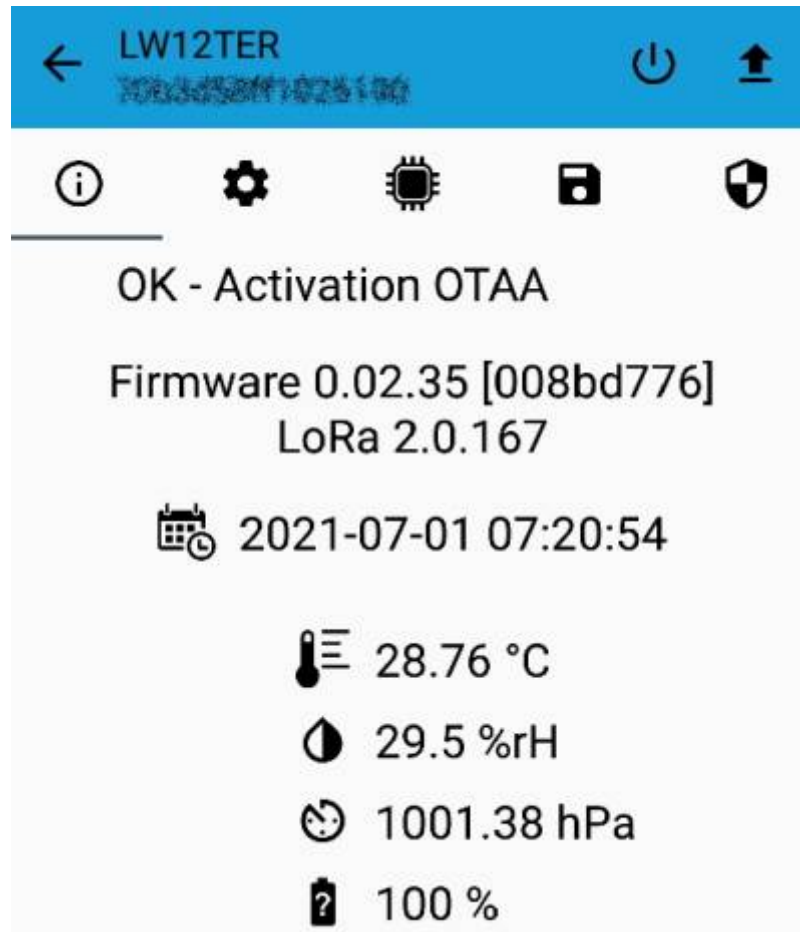 LW12TER
OK - Activation OTAA
Firmware 0.02.35 [008bd776]
LoRa 2.0.167
2021-07-01 07:20:54
28.76 °C
29.5 %rH
1001.38 hPa
? 100 %